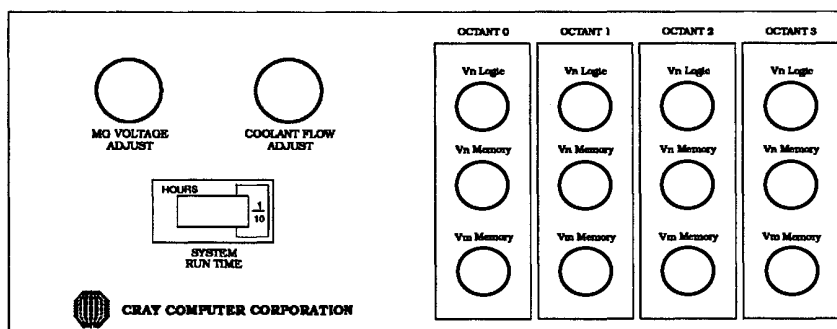 OCTANT 0
OCTANT 1
OCTANT 2
OCTANT 3
Vn Logic
Vn Logic
Vn Logic
Vn Logic
MG VOLTAGE
ADJUST
COOLANT FLOW
ADJUST
Vn Memory
Vn Memory
Vn Memory
Vn Memory
HOURS
1
10
SYSTEM
RUN TIME
Vm Memory
Vm Memory
Vm Memory
Vm Memory
CRAY COMPUTER CORPORATION